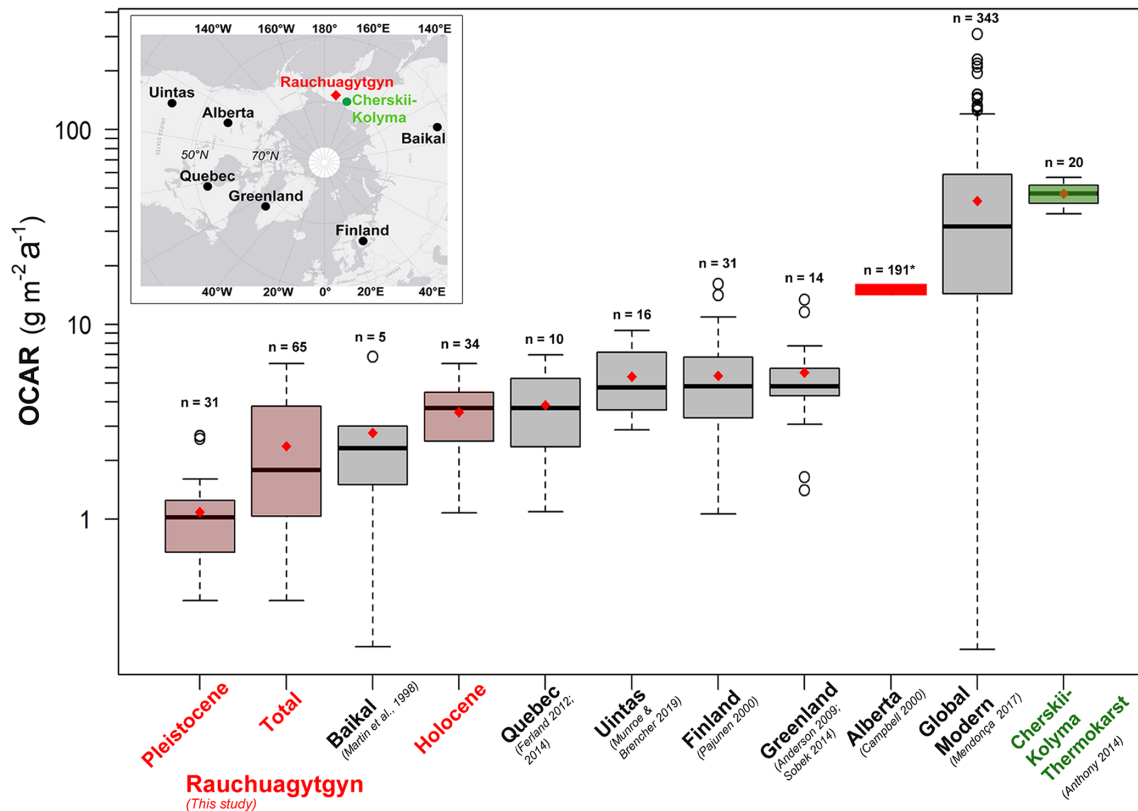 140°W 160°W 180° 160°E 140°E
Rauchuagytgyn
Uintas
Cherskii-
Kolyma
Alberta
Baikal
UNITED STATES
50°N 70°N
Quebec
Greenland
Finland
40°W 20°W 0° 20°E 40°E
OCAR (g m⁻² a⁻¹)
100
10
1
n = 31
n = 65
n = 5
n = 34
n = 10
n = 16
n = 31
n = 14
n = 191*
n = 343
n = 20
Pleistocene
Total
Baikal
(Martin et al., 1998)
Holocene
Quebec
(Ferland 2012;
2014)
Uintas
(Munroe &
Brencher 2019)
Finland
(Pajunen 2000)
Greenland
(Anderson 2009;
Sobek 2014)
Alberta
(Campbell 2000)
Global
Modern
(Mendonça 2017)
Cherskii-
Kolyma
Thermokarst
(Anthony 2014)
Rauchuagytgyn
(This study)